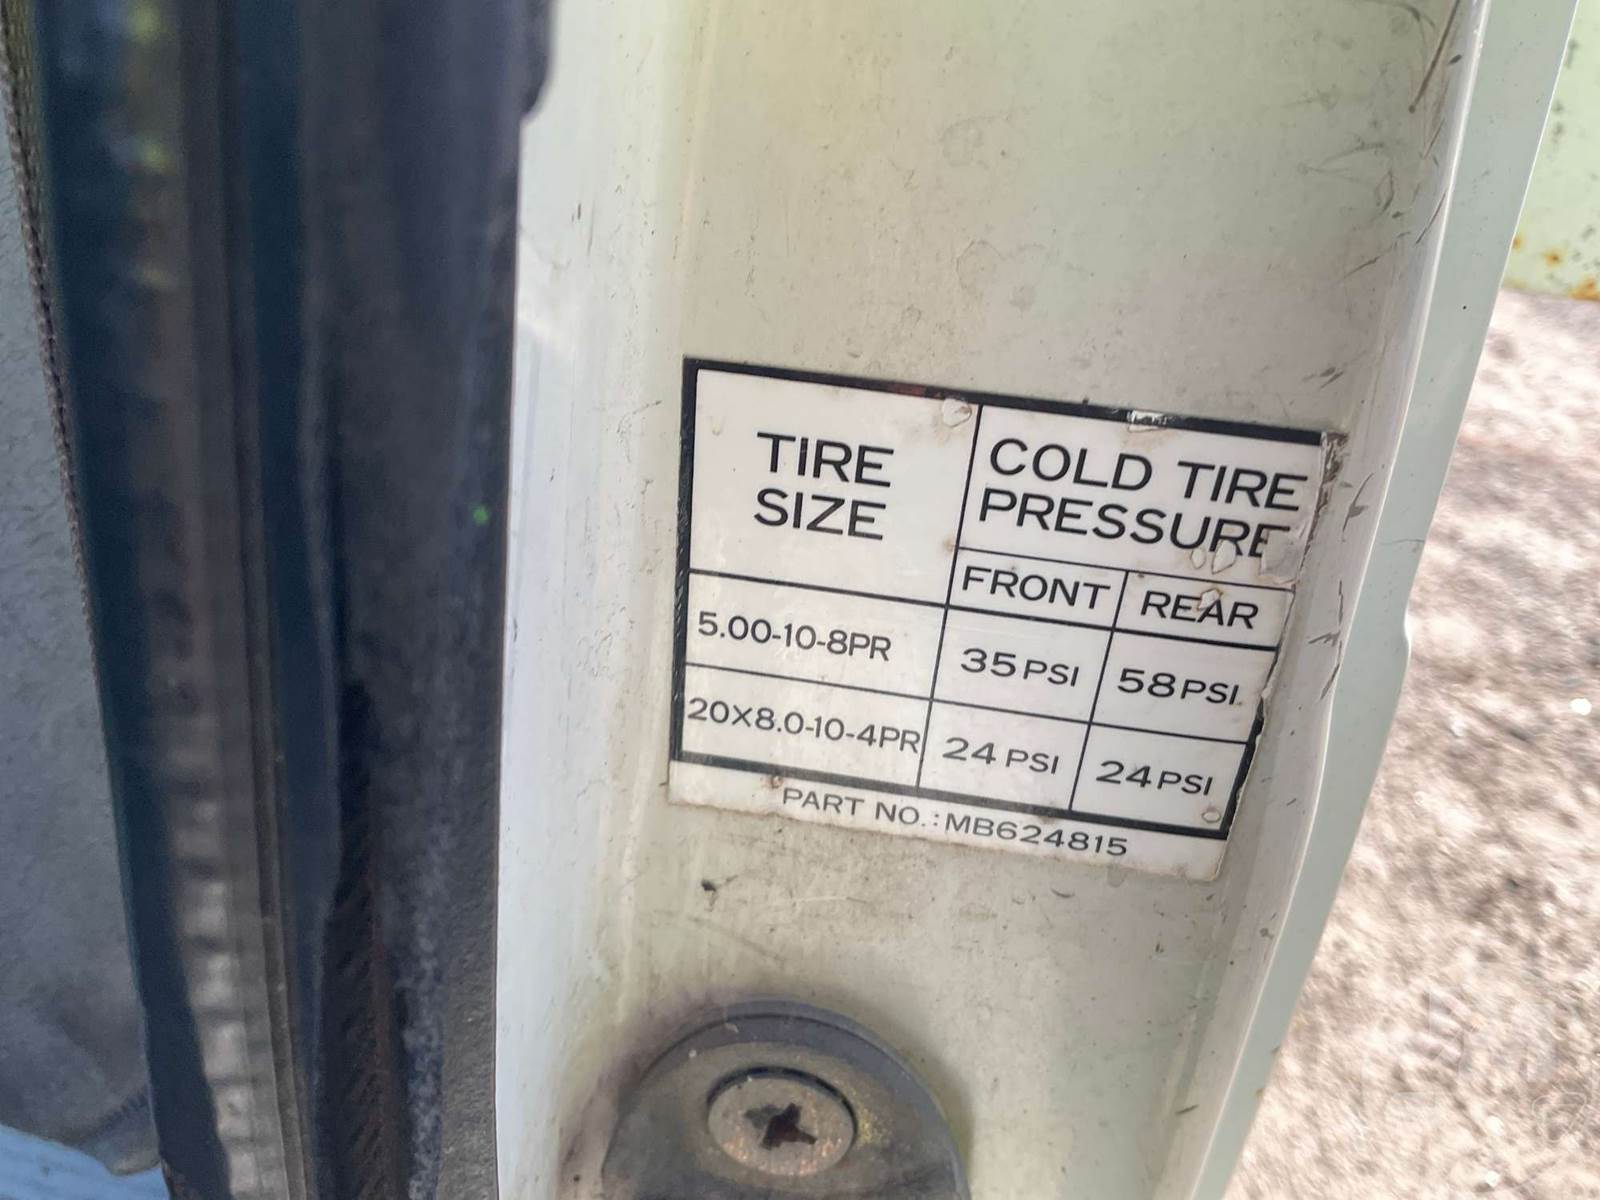 TIRE
SIZE
COLD TIRE
PRESSURE
FRONT REAR
5.00-10-8PR 35 PSI 58 PSI
20X8.0-10-4PR 24 PSI 24 PSI
PART NO.:MB624815